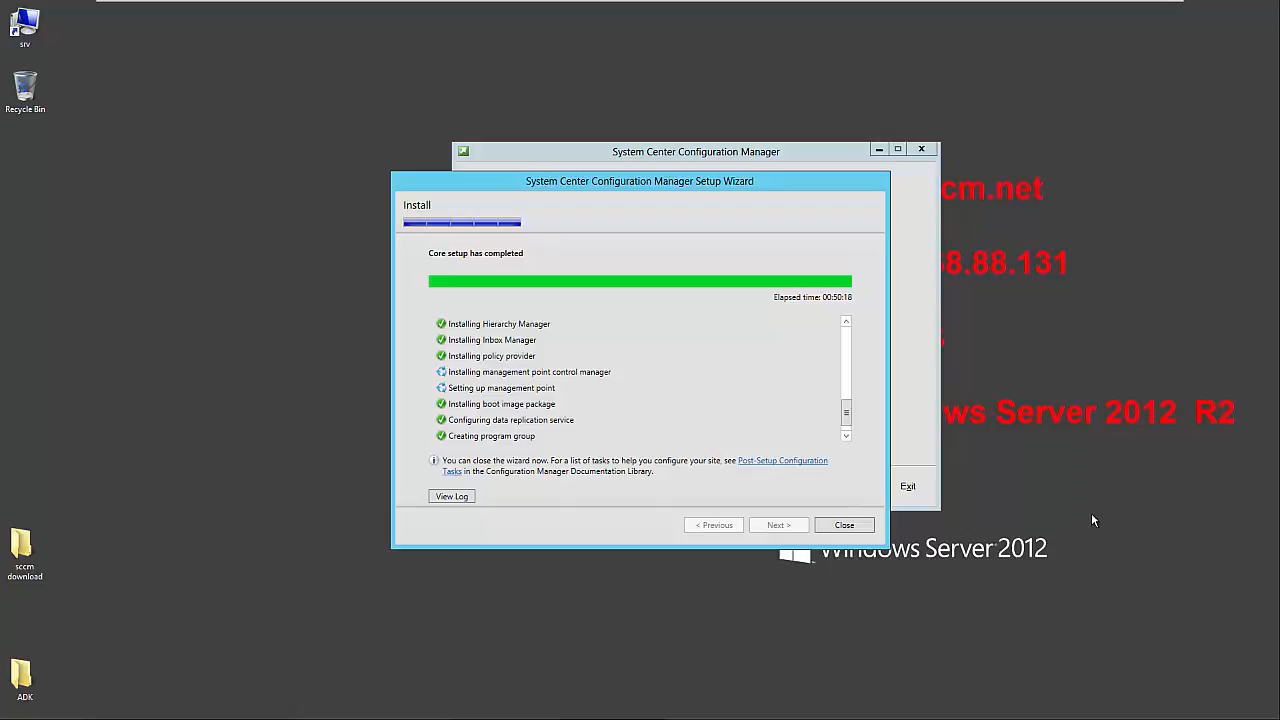 srv
Recycle Bin
System Center Configuration Manager
System Center Configuration Manager Setup Wizard
cm.net
Install
Core setup has completed
8.88.131
Elapsed time: 00:50:18
Installing Hierarchy Manager
Installing Inbox Manager
Installing policy provider
Installing management point control manager
Setting up management point
Installing boot image package
ws Server 2012 R2
Configuring data replication service
Creating program group
You can close the wizard now. For a list of tasks to help you configure your site, see Post-Setup Configuration
Tasks in the Configuration Manager Documentation Library.
Exit
View Log
< Previous
Next >
Close
Windows Server 2012
sccm
download
ADK